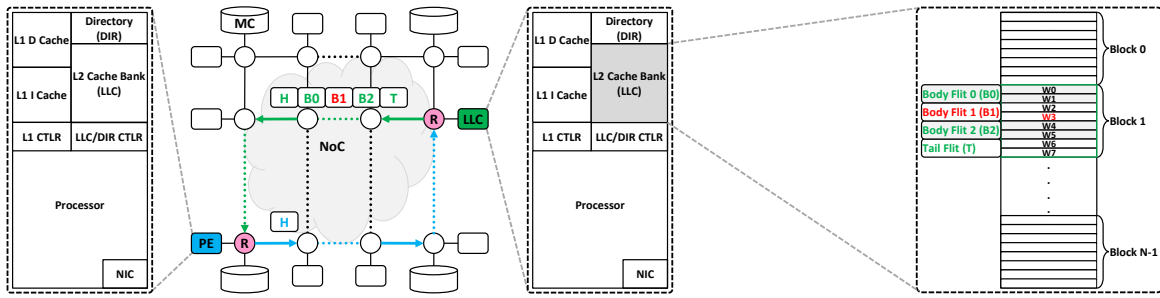 L1 D Cache
Directory
(DIR)
L2 Cache Bank
(LLC)
L1 I Cache
L1 CTLR
LLC/DIR CTLR
Processor
NIC
MC
H
B0
B1
B2
T
R
LLC
NoC
H
PE
R
L1 D Cache
Directory
(DIR)
L2 Cache Bank
(LLC)
L1 I Cache
L1 CTLR
LLC/DIR CTLR
Processor
NIC
Block 0
Body Flit 0 (B0)
Body Flit 1 (B1)
Body Flit 2 (B2)
Tail Flit (T)
W0
W1
W2
W3
W4
W5
W6
W7
Block 1
.
.
.
.
Block N-1